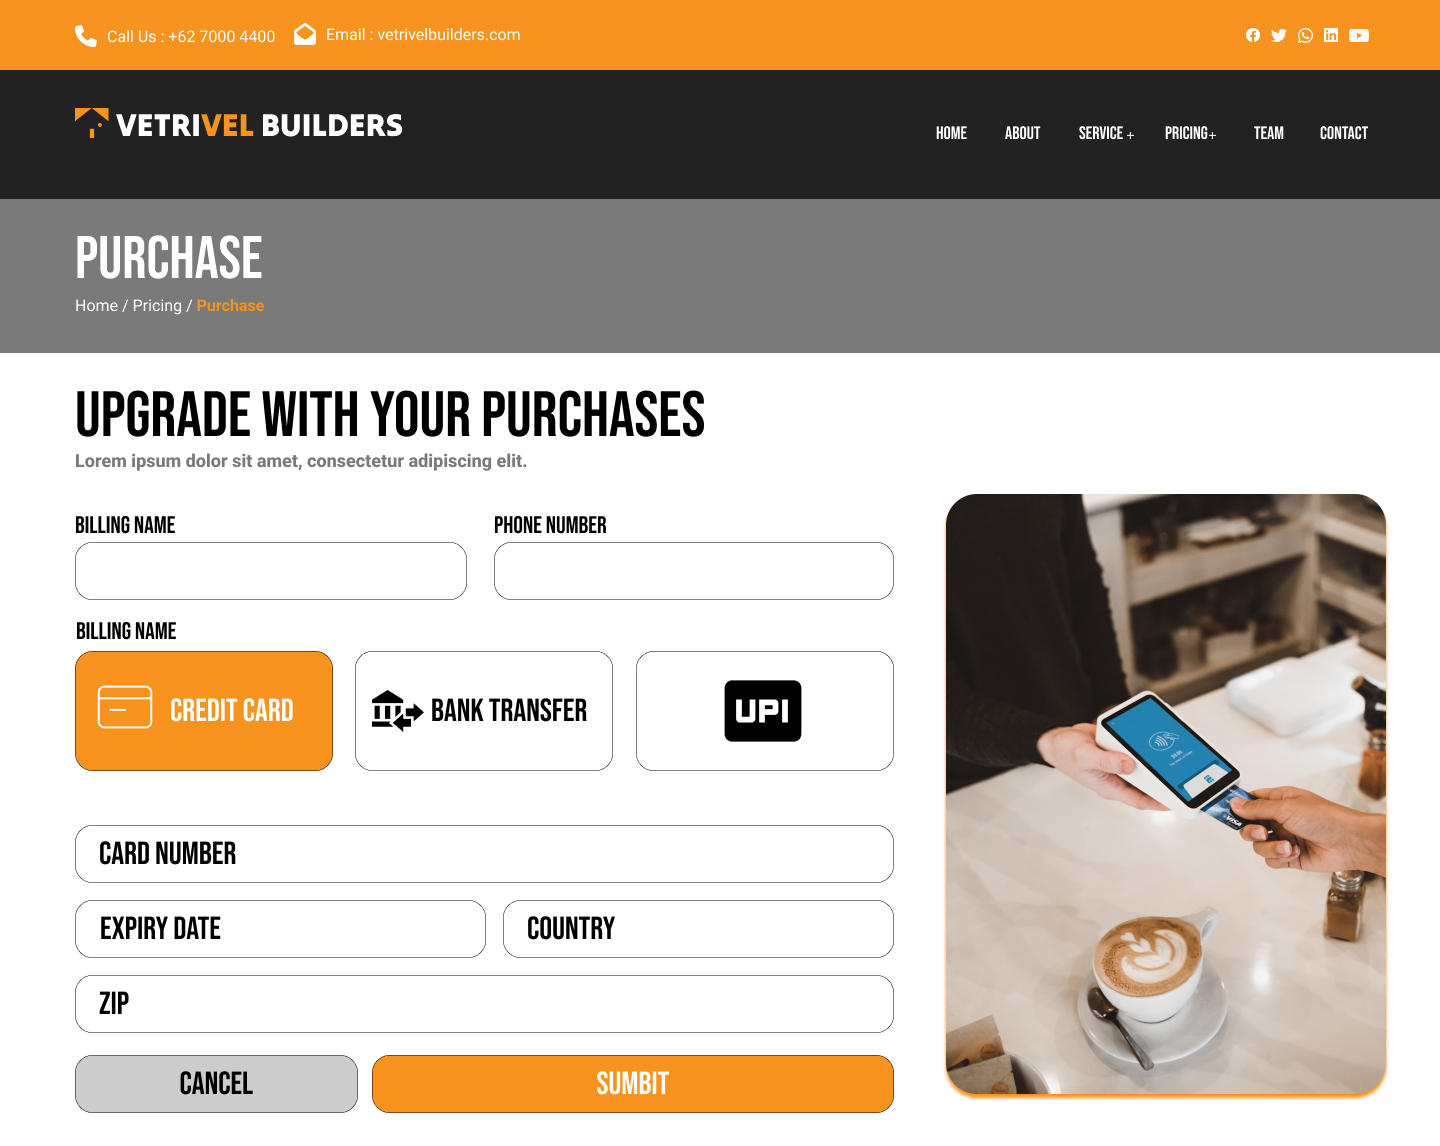 Call Us : +62 7000 4400
Email : vetrivelbuilders.com
VETRIVEL BUILDERS
HOME ABOUT SERVICE + PRICING+ TEAM CONTACT
PURCHASE
Home / Pricing / Purchase
UPGRADE WITH YOUR PURCHASES
Lorem ipsum dolor sit amet, consectetur adipiscing elit.
BILLING NAME PHONE NUMBER
BILLING NAME
CREDIT CARD BANK TRANSFER UPI
CARD NUMBER
EXPIRY DATE COUNTRY
ZIP
CANCEL SUMBIT
VISA